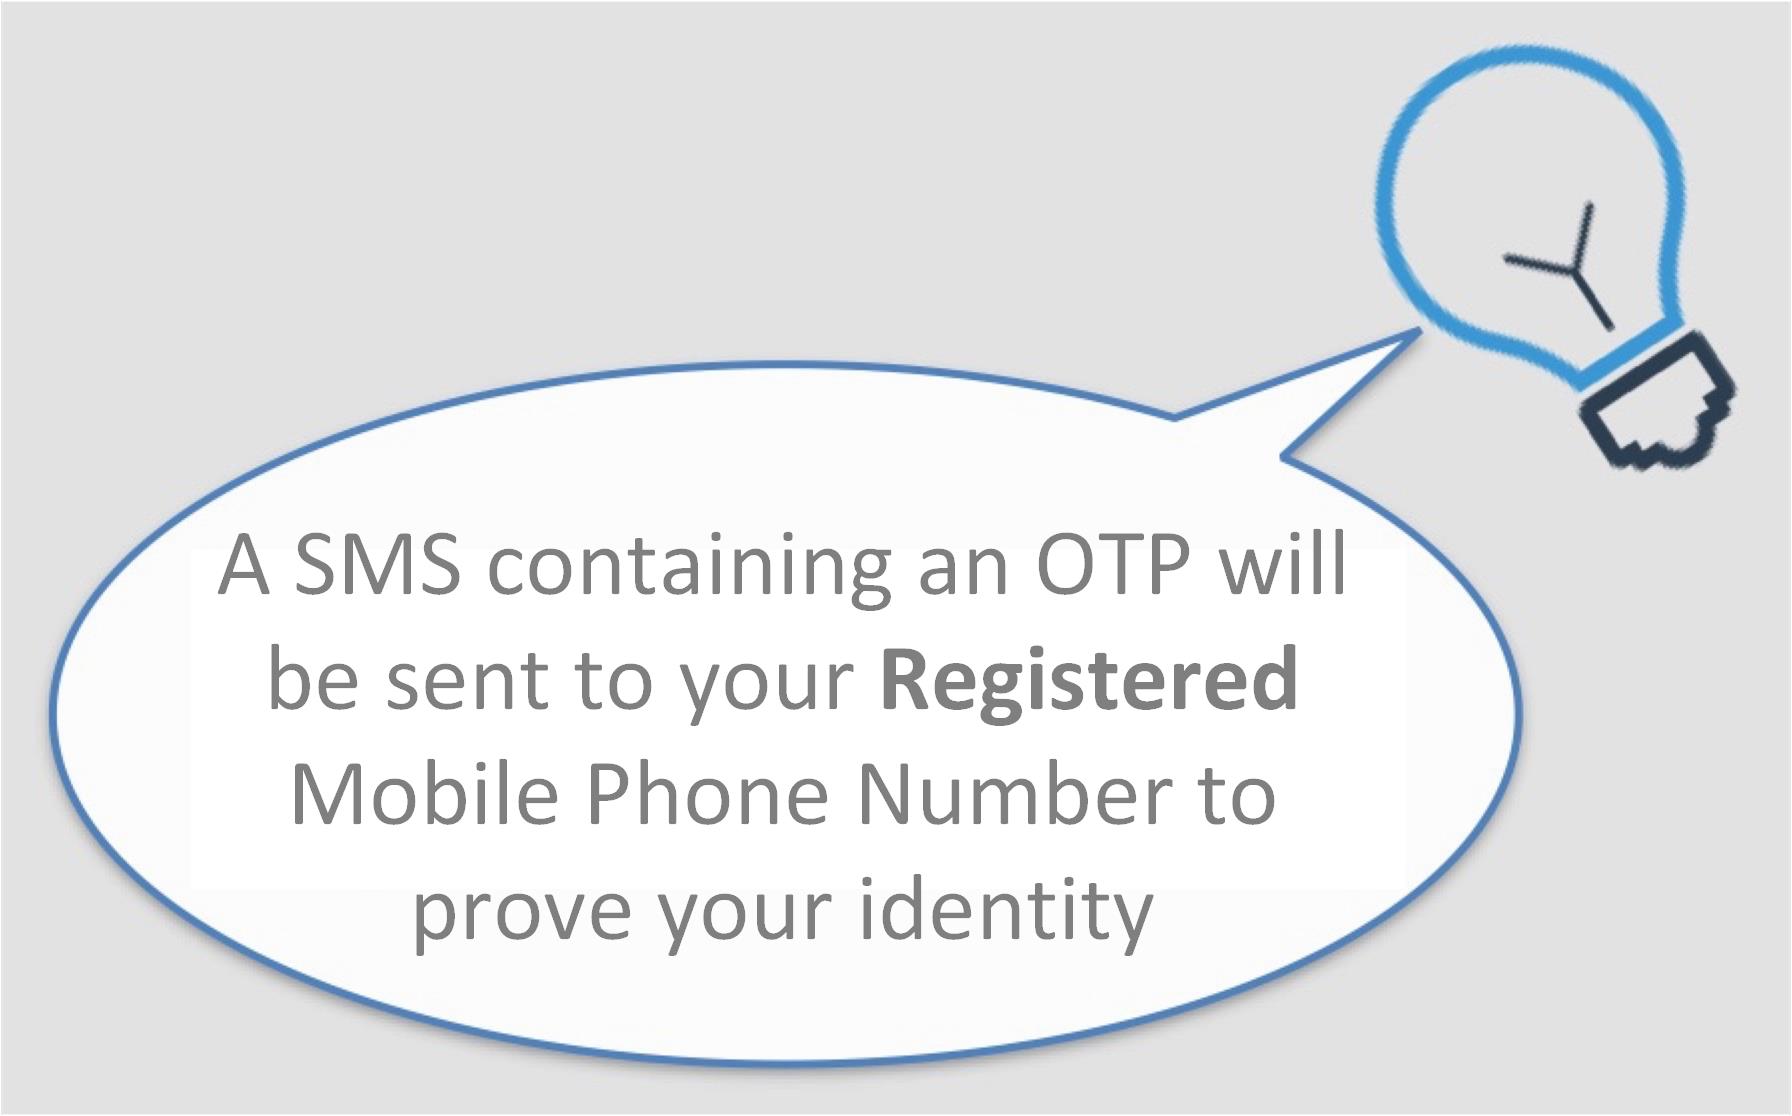 A SMS containing an OTP will
be sent to your Registered
Mobile Phone Number to
prove your identity